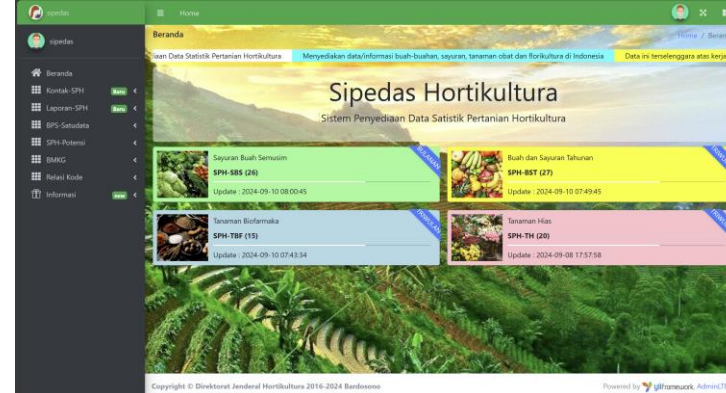 sipedas
Home
sipedas
Beranda
Home / Beran
iaan Data Statistik Pertanian Hortikultura
Menyediakan data/informasi buah-buahan, sayuran, tanaman obat dan florikultura di Indonesia
Data ini terselenggara atas kerja
Beranda
Kontak-SPH Baru
Laporan-SPH Baru
BPS-Satudata
SPH-Potensi
BMKG
Relasi Kode
Informasi new
Sipedas Hortikultura
Sistem Penyediaan Data Satistik Pertanian Hortikultura
Sayuran Buah Semusim
SPH-SBS (26)
Update : 2024-09-10 08:00:45
BULANAN
Buah dan Sayuran Tahunan
SPH-BST (27)
Update : 2024-09-10 07:49:45
TRIWUL
Tanaman Biofarmaka
SPH-TBF (15)
Update : 2024-09-10 07:43:34
TRIWULAN
Tanaman Hias
SPH-TH (20)
Update : 2024-09-08 17:57:58
TRIWUL
Copyright © Direktorat Jenderal Hortikultura 2016-2024 Bardosono
Powered by yiiframework, AdminLT